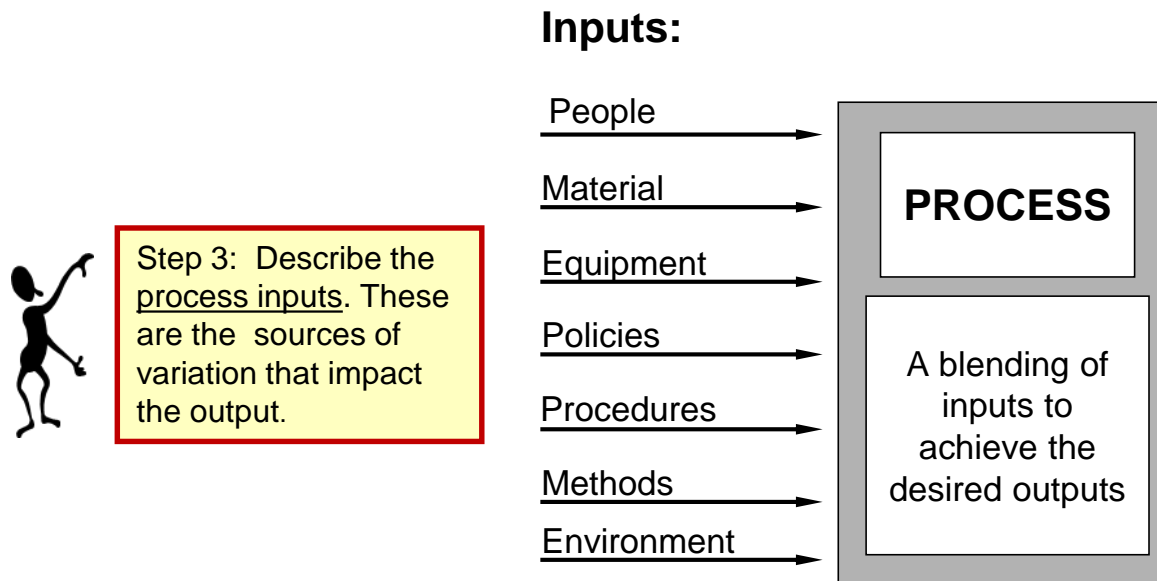 Inputs:
People
Material
Equipment
Policies
Procedures
Methods
Environment
Step 3:  Describe the
process inputs. These
are the  sources of
variation that impact
the output.
PROCESS
A blending of
inputs to
achieve the
desired outputs